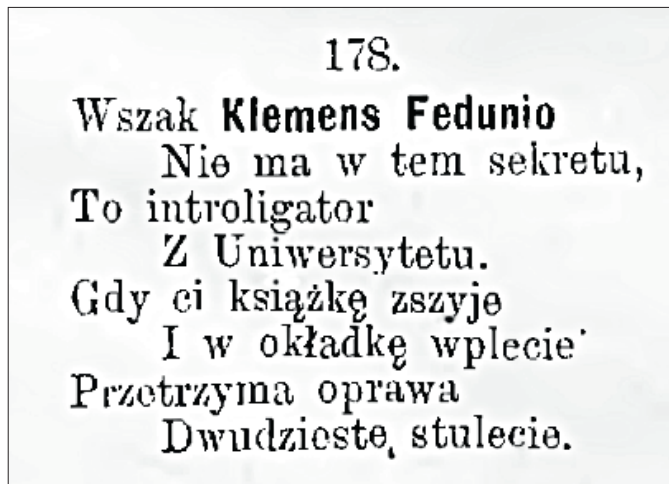 178.
Wszak Klemens Fedunio
Nie ma w tem sekretu,
To introligator
Z Uniwersytetu.
Gdy ci książkę zszyje
I w okładkę wplecie
Przetrzyma oprawa
Dwudzieste, stulecie.